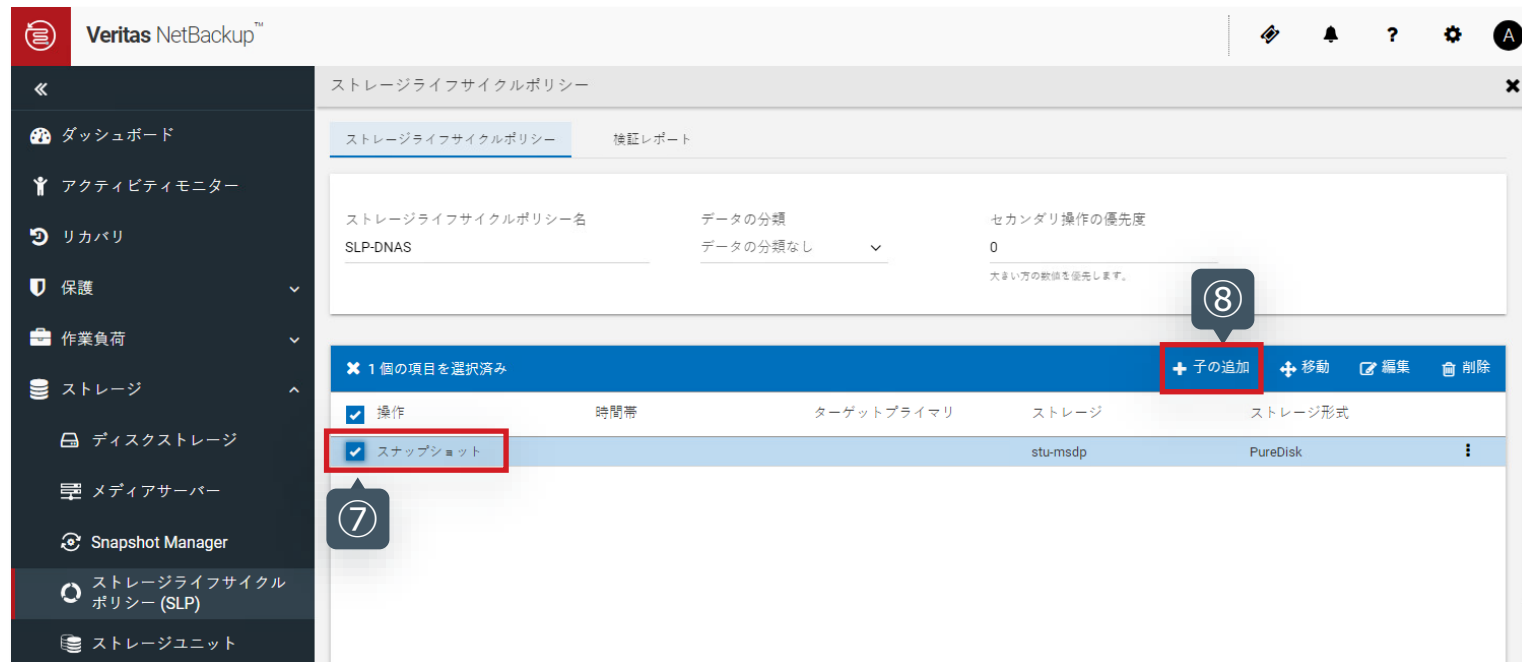 Veritas NetBackup™
A
ストレージライフサイクルポリシー
ダッシュボード
アクティビティモニター
リカバリ
保護
作業負荷
ストレージ
ディスクストレージ
メディアサーバー
Snapshot Manager
ストレージライフサイクル
ポリシー (SLP)
ストレージユニット
ストレージライフサイクルポリシー 検証レポート
ストレージライフサイクルポリシー名 データの分類 セカンダリ操作の優先度
SLP-DNAS データの分類なし 0
大きい方の数値を優先します。
⑧
1 個の項目を選択済み 子の追加 移動 編集 削除
操作 時間帯 ターゲットプライマリ ストレージ ストレージ形式
スナップショット stu-msdp PureDisk
⑦